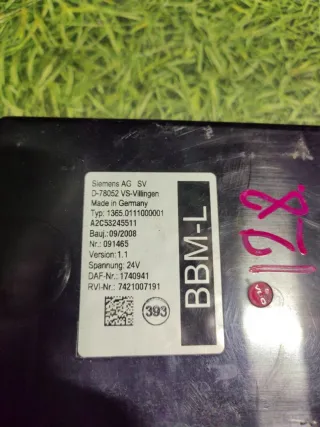 Siemens AG SV
D-78052 VS-Villingen
Made in Germany
Typ: 1365.0111000001
A2C53245511
Bauj.: 09/2008
Nr.: 091465
Version: 1.1
Spannung: 24V
DAF-Nr.: 1740941
RVI-Nr.: 7421007191
393
BBM-L
128